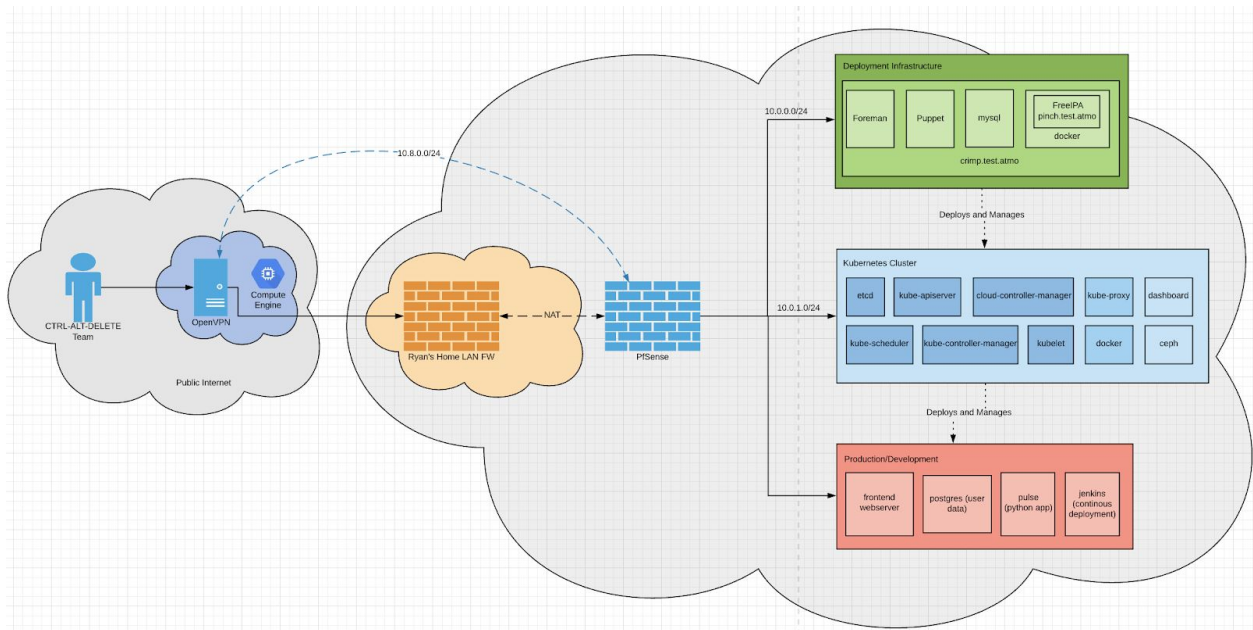 Deployment Infrastructure
10.0.0.0/24
Foreman
Puppet
mysql
FreeIPA
pinch.test.atmo
docker
crimp.test.atmo
10.8.0.0/24
Deploys and Manages
Kubernetes Cluster
etcd
kube-apiserver
cloud-controller-manager
kube-proxy
dashboard
kube-scheduler
kube-controller-manager
kubelet
docker
ceph
10.0.1.0/24
CTRL-ALT-DELETE
Team
OpenVPN
Compute
Engine
Public Internet
NAT
Ryan's Home LAN FW
PfSense
Deploys and Manages
Production/Development
frontend
webserver
postgres (user
data)
pulse
(python app)
jenkins
(continous
deployment)